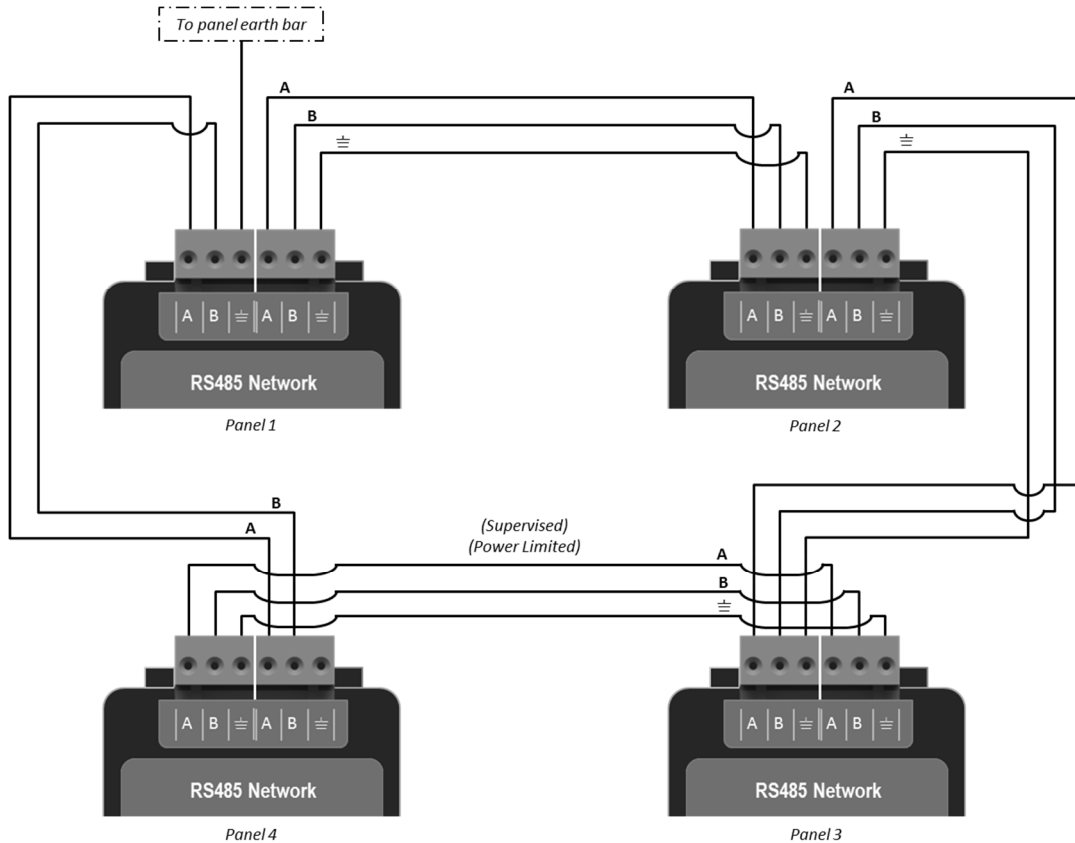 To panel earth bar
A
A
B
B
A B A B
A B A B
RS485 Network
RS485 Network
Panel 1
Panel 2
B
A
(Supervised)
(Power Limited)
A
B
A B A B
A B A B
RS485 Network
RS485 Network
Panel 4
Panel 3